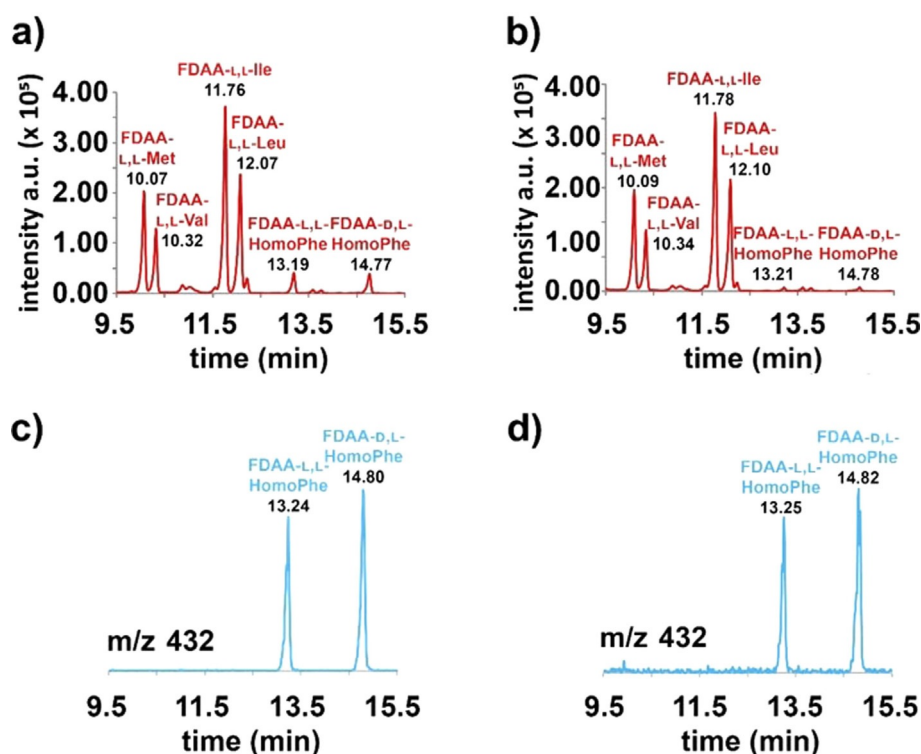 a)
intensity a.u. (x 10⁵)
4.00
3.00
2.00
1.00
0.00
FDAA-
L,L-Met
10.07
FDAA-
L,L-Val
10.32
FDAA-L,L-Ile
11.76
FDAA-
L,L-Leu
12.07
FDAA-L,L-
HomoPhe
13.19
FDAA-D,L-
HomoPhe
14.77
9.5 11.5 13.5 15.5
time (min)
b)
intensity a.u. (x 10⁵)
4.00
3.00
2.00
1.00
0.00
FDAA-
L,L-Met
10.09
FDAA-
L,L-Val
10.34
FDAA-L,L-Ile
11.78
FDAA-
L,L-Leu
12.10
FDAA-L,L-
HomoPhe
13.21
FDAA-D,L-
HomoPhe
14.78
9.5 11.5 13.5 15.5
time (min)
c)
FDAA-L,L-
HomoPhe
13.24
FDAA-D,L-
HomoPhe
14.80
m/z 432
9.5 11.5 13.5 15.5
time (min)
d)
FDAA-L,L-
HomoPhe
13.25
FDAA-D,L-
HomoPhe
14.82
m/z 432
9.5 11.5 13.5 15.5
time (min)